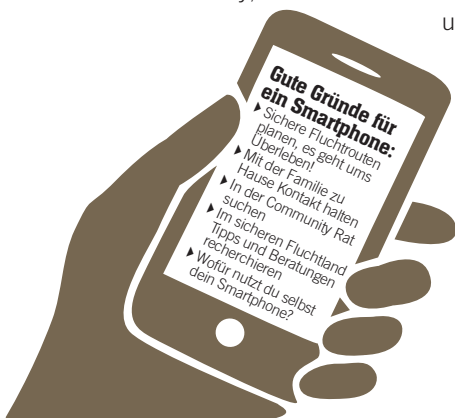 u
Gute Gründe für
ein Smartphone:
▶ Sichere Fluchtrouten
planen, es geht ums
Überleben!
▶ Mit der Familie zu
Hause Kontakt halten
▶ In der Community Rat
suchen
▶ Im sicheren Fluchtland
Tipps und Beratungen
recherchieren
▶ Wofür nutzt du selbst
dein Smartphone?